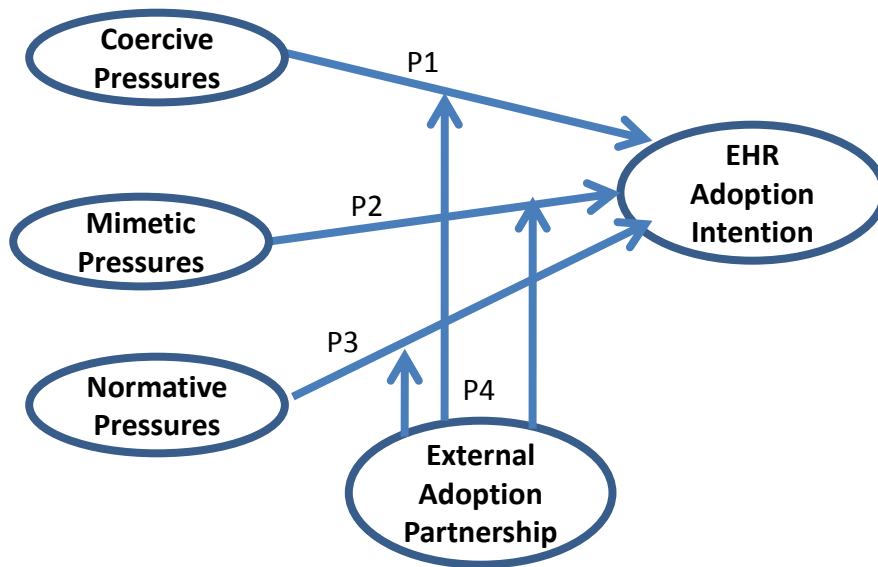 Coercive
Pressures
P1
EHR
Adoption
Intention
Mimetic
Pressures
P2
P3
Normative
Pressures
P4
External
Adoption
Partnership